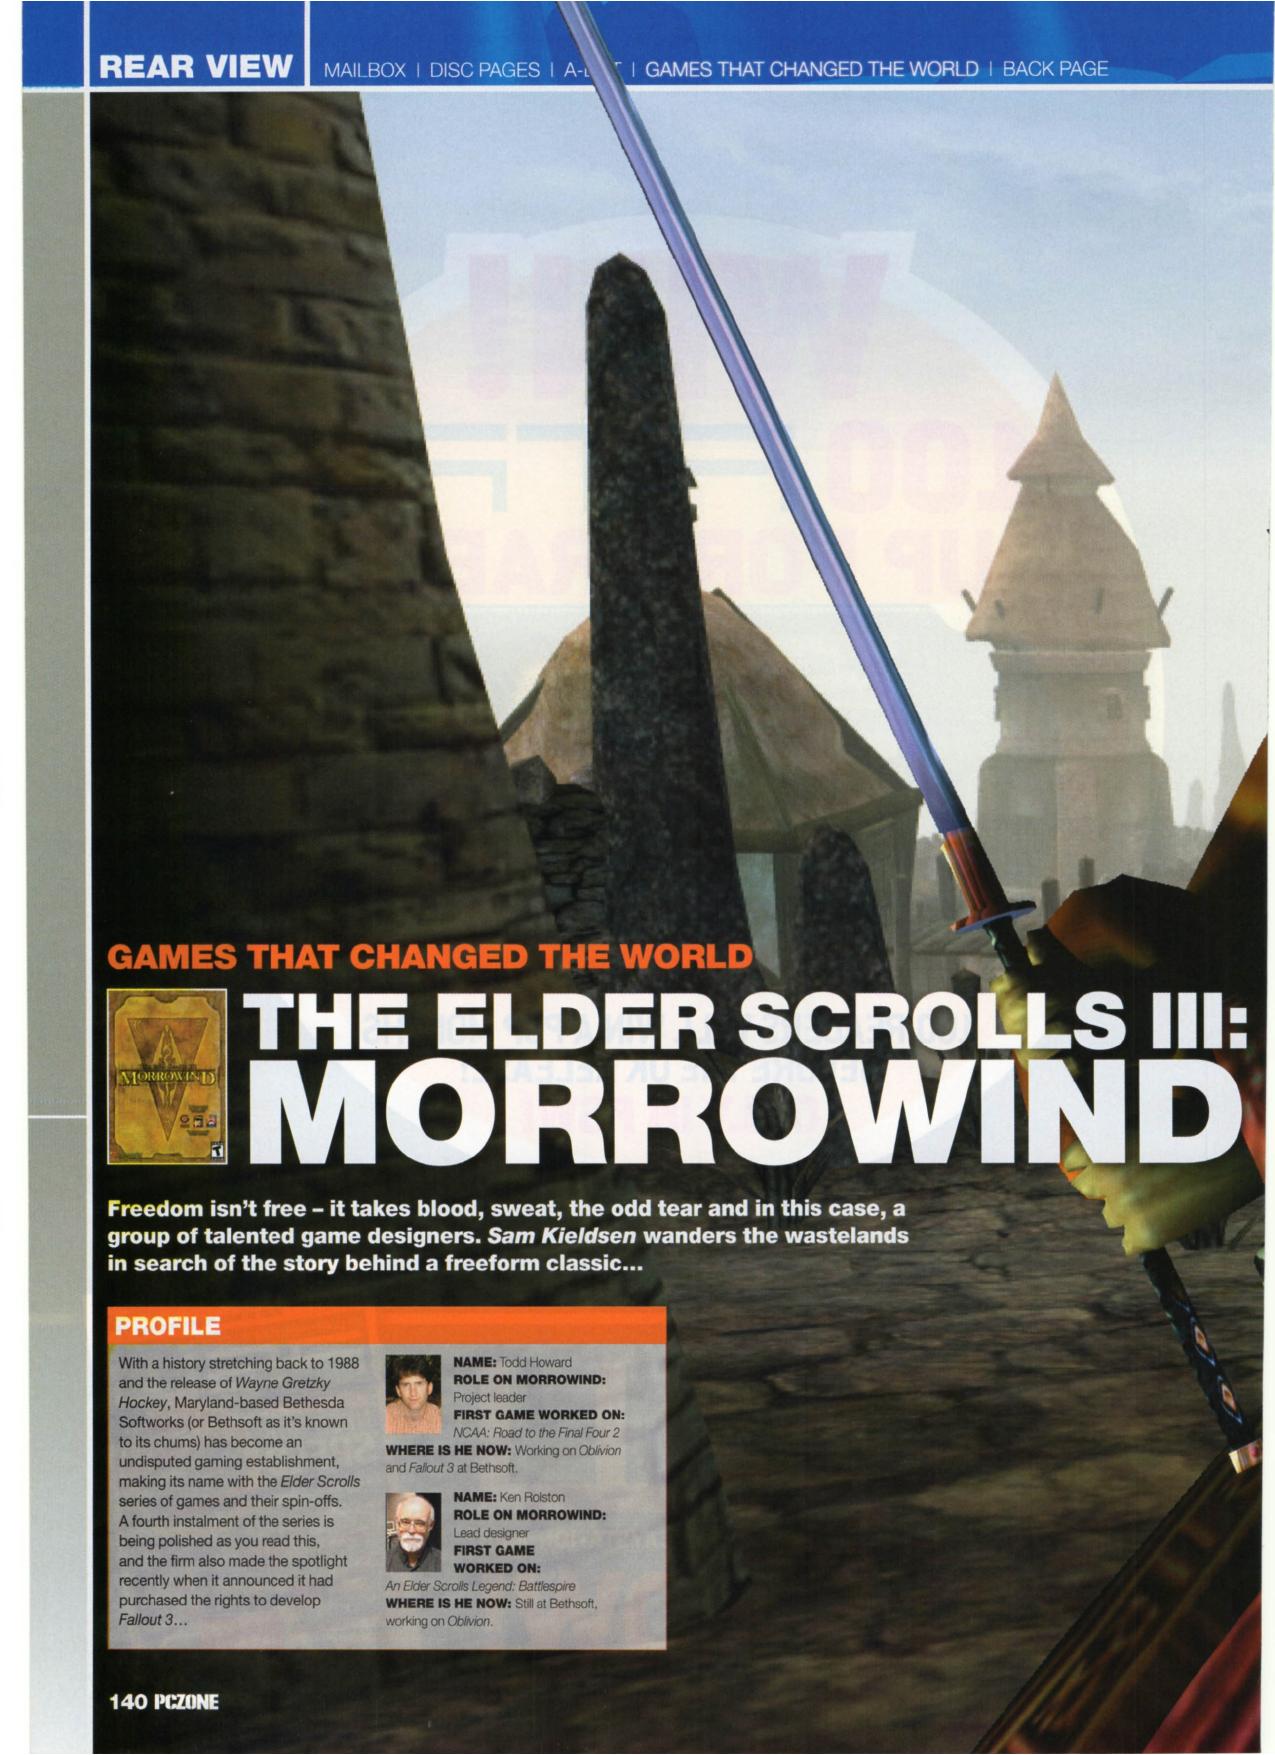 REAR VIEW
MAILBOX | DISC PAGES | A- | GAMES THAT CHANGED THE WORLD | BACK PAGE
GAMES THAT CHANGED THE WORLD
MORROWIND
THE ELDER SCROLLS III:
MORROWIND
Freedom isn't free – it takes blood, sweat, the odd tear and in this case, a
group of talented game designers. Sam Kieldsen wanders the wastelands
in search of the story behind a freeform classic...
PROFILE
With a history stretching back to 1988
and the release of Wayne Gretzky
Hockey, Maryland-based Bethesda
Softworks (or Bethsoft as it's known
to its chums) has become an
undisputed gaming establishment,
making its name with the Elder Scrolls
series of games and their spin-offs.
A fourth instalment of the series is
being polished as you read this,
and the firm also made the spotlight
recently when it announced it had
purchased the rights to develop
Fallout 3...
NAME: Todd Howard
ROLE ON MORROWIND:
Project leader
FIRST GAME WORKED ON:
NCAA: Road to the Final Four 2
WHERE IS HE NOW: Working on Oblivion
and Fallout 3 at Bethsoft.
NAME: Ken Rolston
ROLE ON MORROWIND:
Lead designer
FIRST GAME
WORKED ON:
An Elder Scrolls Legend: Battlespire
WHERE IS HE NOW: Still at Bethsoft,
working on Oblivion.
140 PCZONE